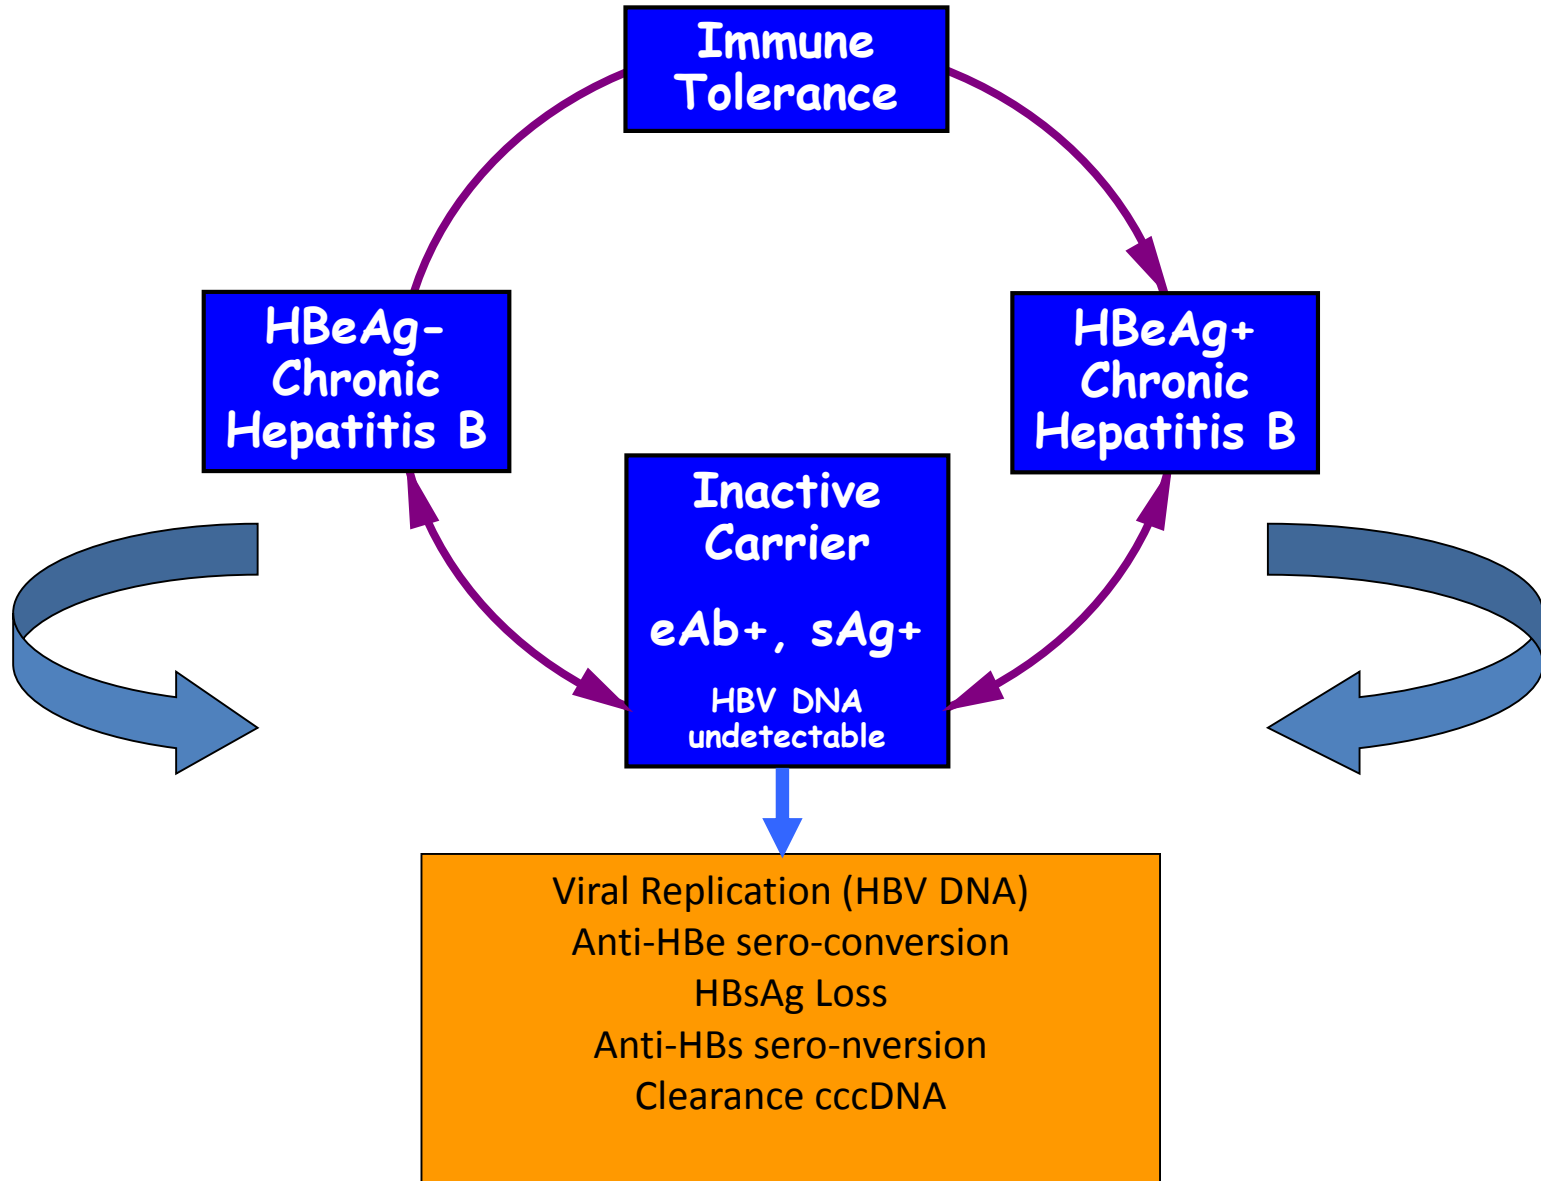 Immune
Tolerance
HBeAg-
Chronic
Hepatitis B
HBeAg+
Chronic
Hepatitis B
Inactive
Carrier
eAb+, sAg+
HBV DNA
undetectable
Viral Replication (HBV DNA)
Anti-HBe sero-conversion
HBsAg Loss
Anti-HBs sero-nversion
Clearance cccDNA